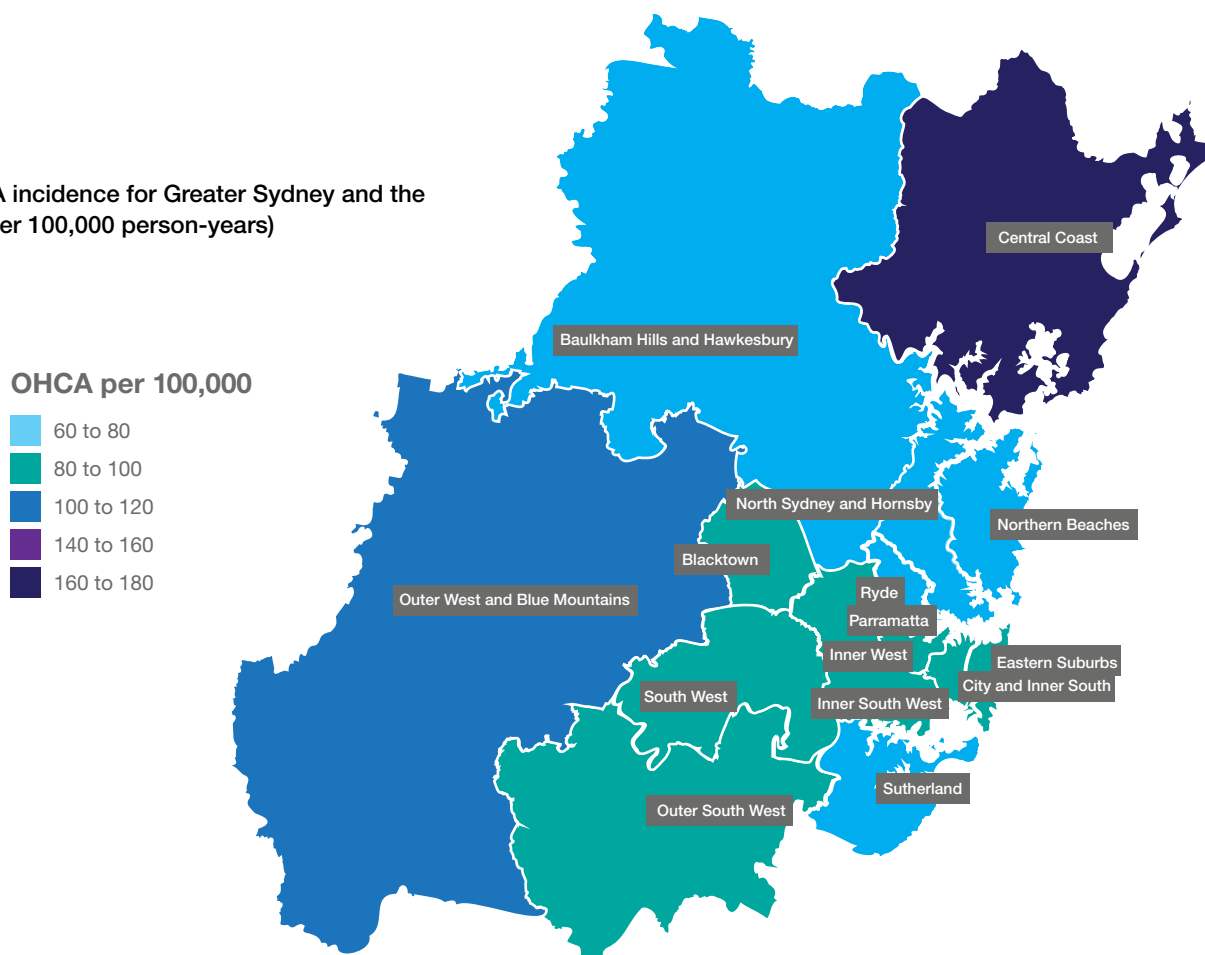 A incidence for Greater Sydney and the
er 100,000 person-years)
Central Coast
Baulkham Hills and Hawkesbury
OHCA per 100,000
60 to 80
80 to 100
100 to 120
140 to 160
160 to 180
North Sydney and Hornsby
Northern Beaches
Blacktown
Outer West and Blue Mountains
Ryde
Parramatta
Inner West
Eastern Suburbs
City and Inner South
South West
Inner South West
Sutherland
Outer South West